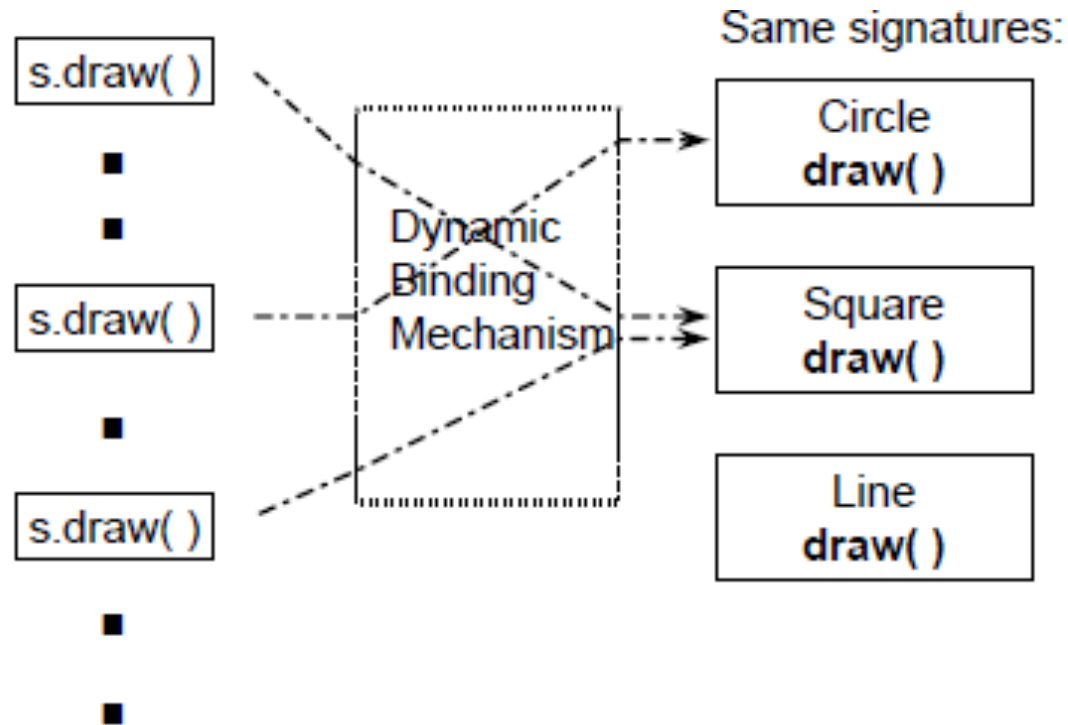 Same signatures:
s.draw( )
s.draw( )
s.draw( )
Dynamic
Binding
Mechanism
Circle
draw( )
Square
draw( )
Line
draw( )